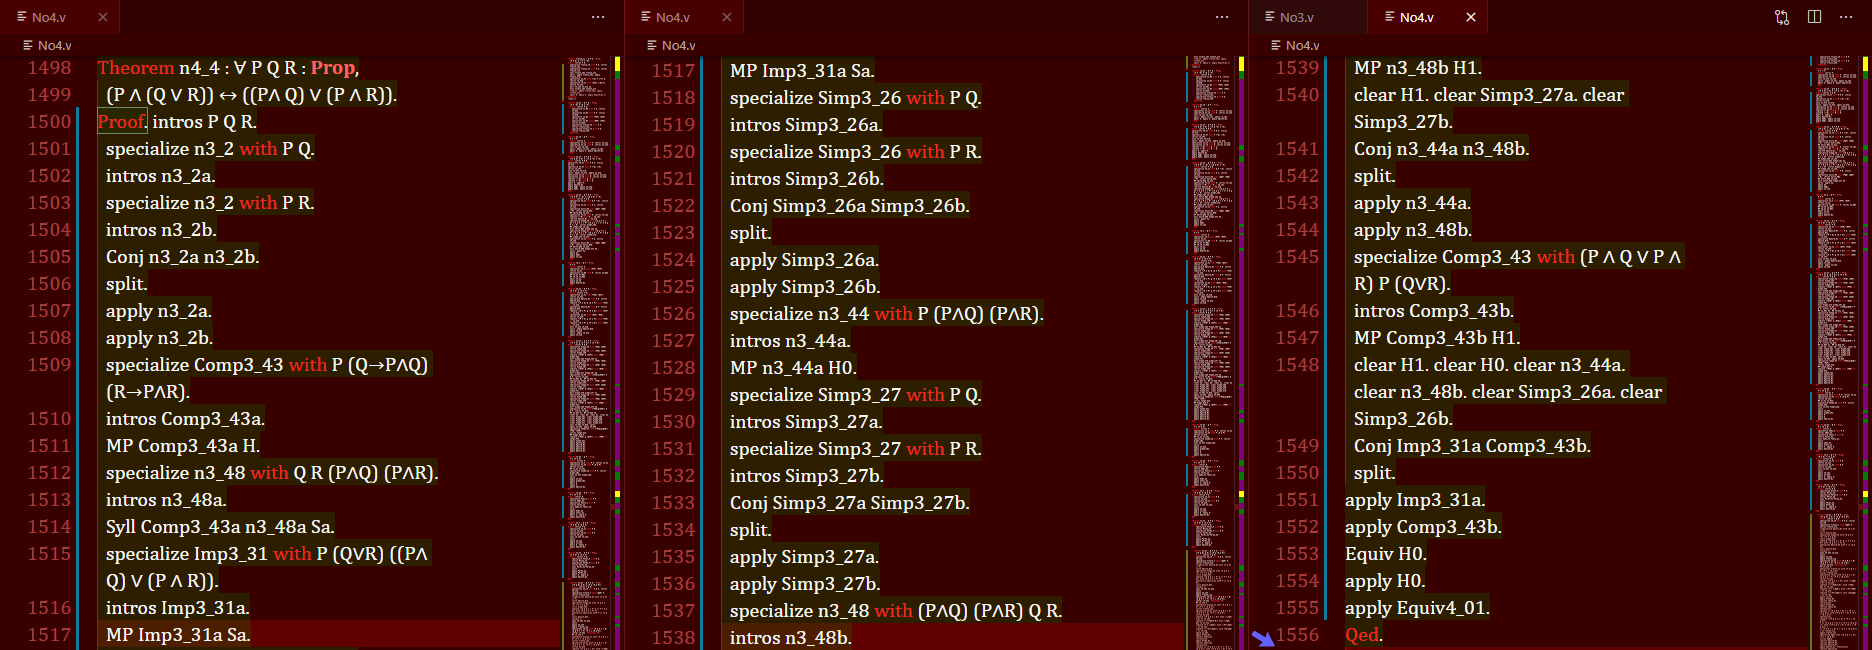 No4.v
No4.v
1498 Theorem n4_4 : ∀ P Q R : Prop,
1499 (P ∧ (Q ∨ R)) ↔ ((P∧ Q) ∨ (P ∧ R)).
1500 Proof. intros P Q R.
1501 specialize n3_2 with P Q.
1502 intros n3_2a.
1503 specialize n3_2 with P R.
1504 intros n3_2b.
1505 Conj n3_2a n3_2b.
1506 split.
1507 apply n3_2a.
1508 apply n3_2b.
1509 specialize Comp3_43 with P (Q→P∧Q)
(R→P∧R).
1510 intros Comp3_43a.
1511 MP Comp3_43a H.
1512 specialize n3_48 with Q R (P∧Q) (P∧R).
1513 intros n3_48a.
1514 Syll Comp3_43a n3_48a Sa.
1515 specialize Imp3_31 with P (Q∨R) ((P∧
Q) ∨ (P ∧ R)).
1516 intros Imp3_31a.
1517 MP Imp3_31a Sa.
No4.v
No4.v
1517 MP Imp3_31a Sa.
1518 specialize Simp3_26 with P Q.
1519 intros Simp3_26a.
1520 specialize Simp3_26 with P R.
1521 intros Simp3_26b.
1522 Conj Simp3_26a Simp3_26b.
1523 split.
1524 apply Simp3_26a.
1525 apply Simp3_26b.
1526 specialize n3_44 with P (P∧Q) (P∧R).
1527 intros n3_44a.
1528 MP n3_44a H0.
1529 specialize Simp3_27 with P Q.
1530 intros Simp3_27a.
1531 specialize Simp3_27 with P R.
1532 intros Simp3_27b.
1533 Conj Simp3_27a Simp3_27b.
1534 split.
1535 apply Simp3_27a.
1536 apply Simp3_27b.
1537 specialize n3_48 with (P∧Q) (P∧R) Q R.
1538 intros n3_48b.
No3.v No4.v
No4.v
1539 MP n3_48b H1.
1540 clear H1. clear Simp3_27a. clear
Simp3_27b.
1541 Conj n3_44a n3_48b.
1542 split.
1543 apply n3_44a.
1544 apply n3_48b.
1545 specialize Comp3_43 with (P ∧ Q ∨ P ∧
R) P (Q∨R).
1546 intros Comp3_43b.
1547 MP Comp3_43b H1.
1548 clear H1. clear H0. clear n3_44a.
clear n3_48b. clear Simp3_26a. clear
Simp3_26b.
1549 Conj Imp3_31a Comp3_43b.
1550 split.
1551 apply Imp3_31a.
1552 apply Comp3_43b.
1553 Equiv H0.
1554 apply H0.
1555 apply Equiv4_01.
1556 Qed.